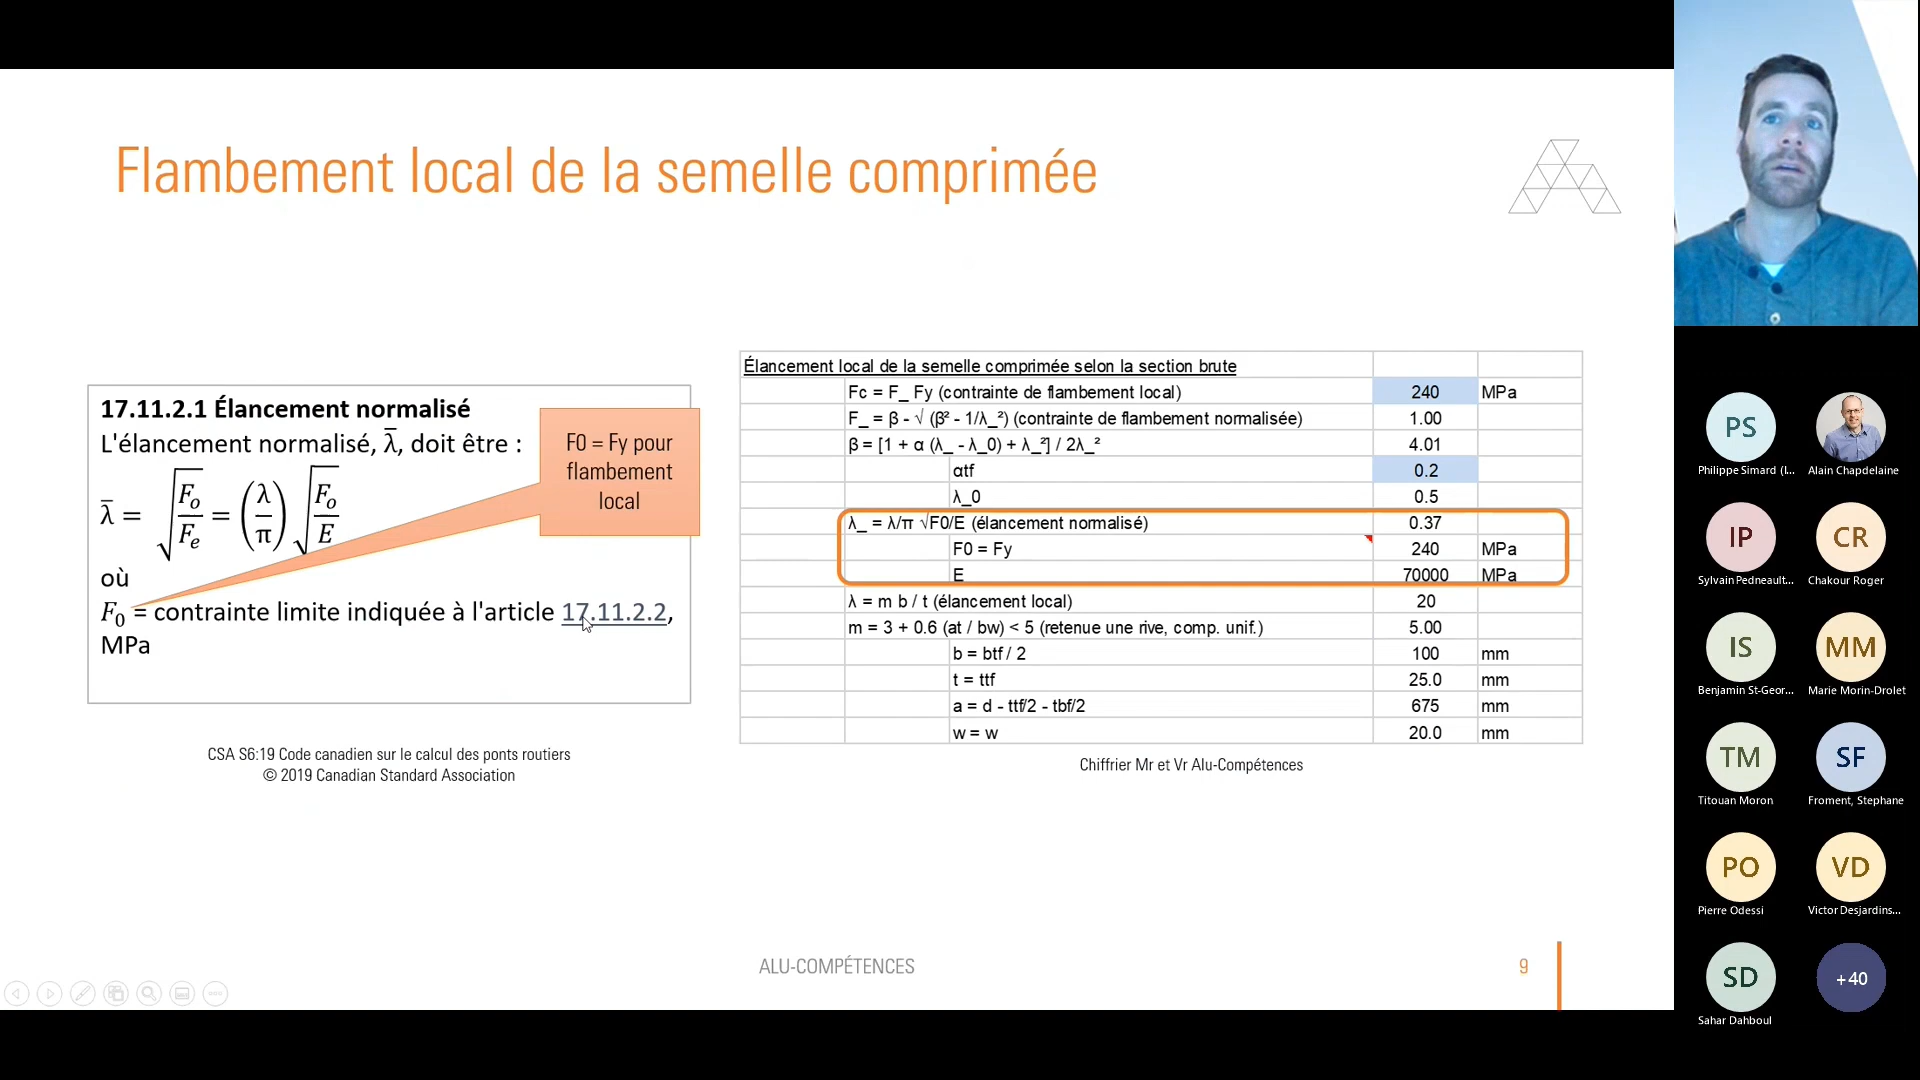 Flambement local de la semelle comprimée
17.11.2.1 Élancement normalisé
L'élancement normalisé, λ̅, doit être :
λ̅ = √(Fo/Fe) = (λ/π) √(Fo/E)
où
F0 = contrainte limite indiquée à l'article 17.11.2.2,
MPa
F0 = Fy pour
flambement
local
CSA S6:19 Code canadien sur le calcul des ponts routiers
© 2019 Canadian Standard Association
Élancement local de la semelle comprimée selon la section brute
Fc = F_ Fy (contrainte de flambement local) 240 MPa
F_ = β - √ (β² - 1/λ_²) (contrainte de flambement normalisée) 1.00
β = [1 + α (λ_ - λ_0) + λ_²] / 2λ_² 4.01
αtf 0.2
λ_0 0.5
λ_ = λ/π √F0/E (élancement normalisé) 0.37
F0 = Fy 240 MPa
E 70000 MPa
λ = m b / t (élancement local) 20
m = 3 + 0.6 (at / bw) < 5 (retenue une rive, comp. unif.) 5.00
b = btf / 2 100 mm
t = ttf 25.0 mm
a = d - ttf/2 - tbf/2 675 mm
w = w 20.0 mm
Chiffrier Mr et Vr Alu-Compétences
ALU-COMPÉTENCES
9
PS
Philippe Simard (I...
Alain Chapdelaine
IP
Sylvain Pedneault...
CR
Chakour Roger
IS
Benjamin St-Geor...
MM
Marie Morin-Drolet
TM
Titouan Moron
SF
Froment, Stephane
PO
Pierre Odessi
VD
Victor Desjardins...
SD
Sahar Dahboul
+40